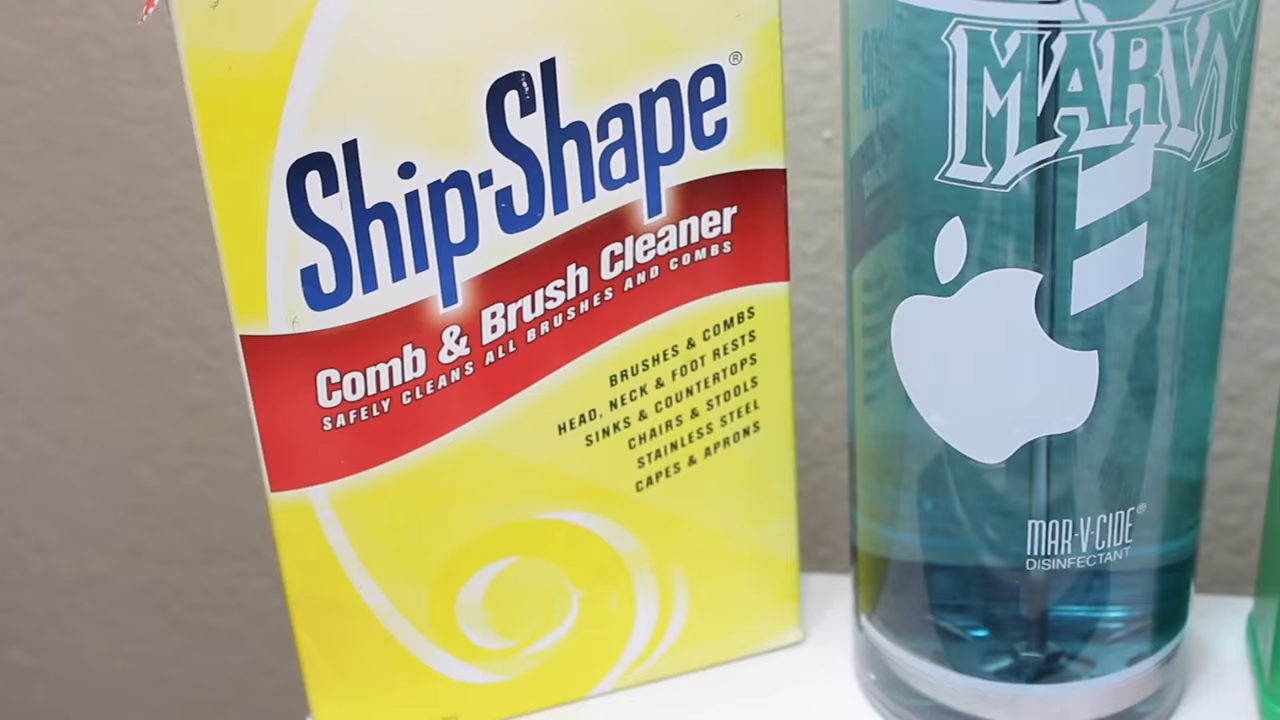 Ship-Shape®
Comb & Brush Cleaner
SAFELY CLEANS ALL BRUSHES AND COMBS
BRUSHES & COMBS
HEAD, NECK & FOOT RESTS
SINKS & COUNTERTOPS
CHAIRS & STOOLS
STAINLESS STEEL
CAPES & APRONS
MARVY
MAR-V-CIDE®
DISINFECTANT